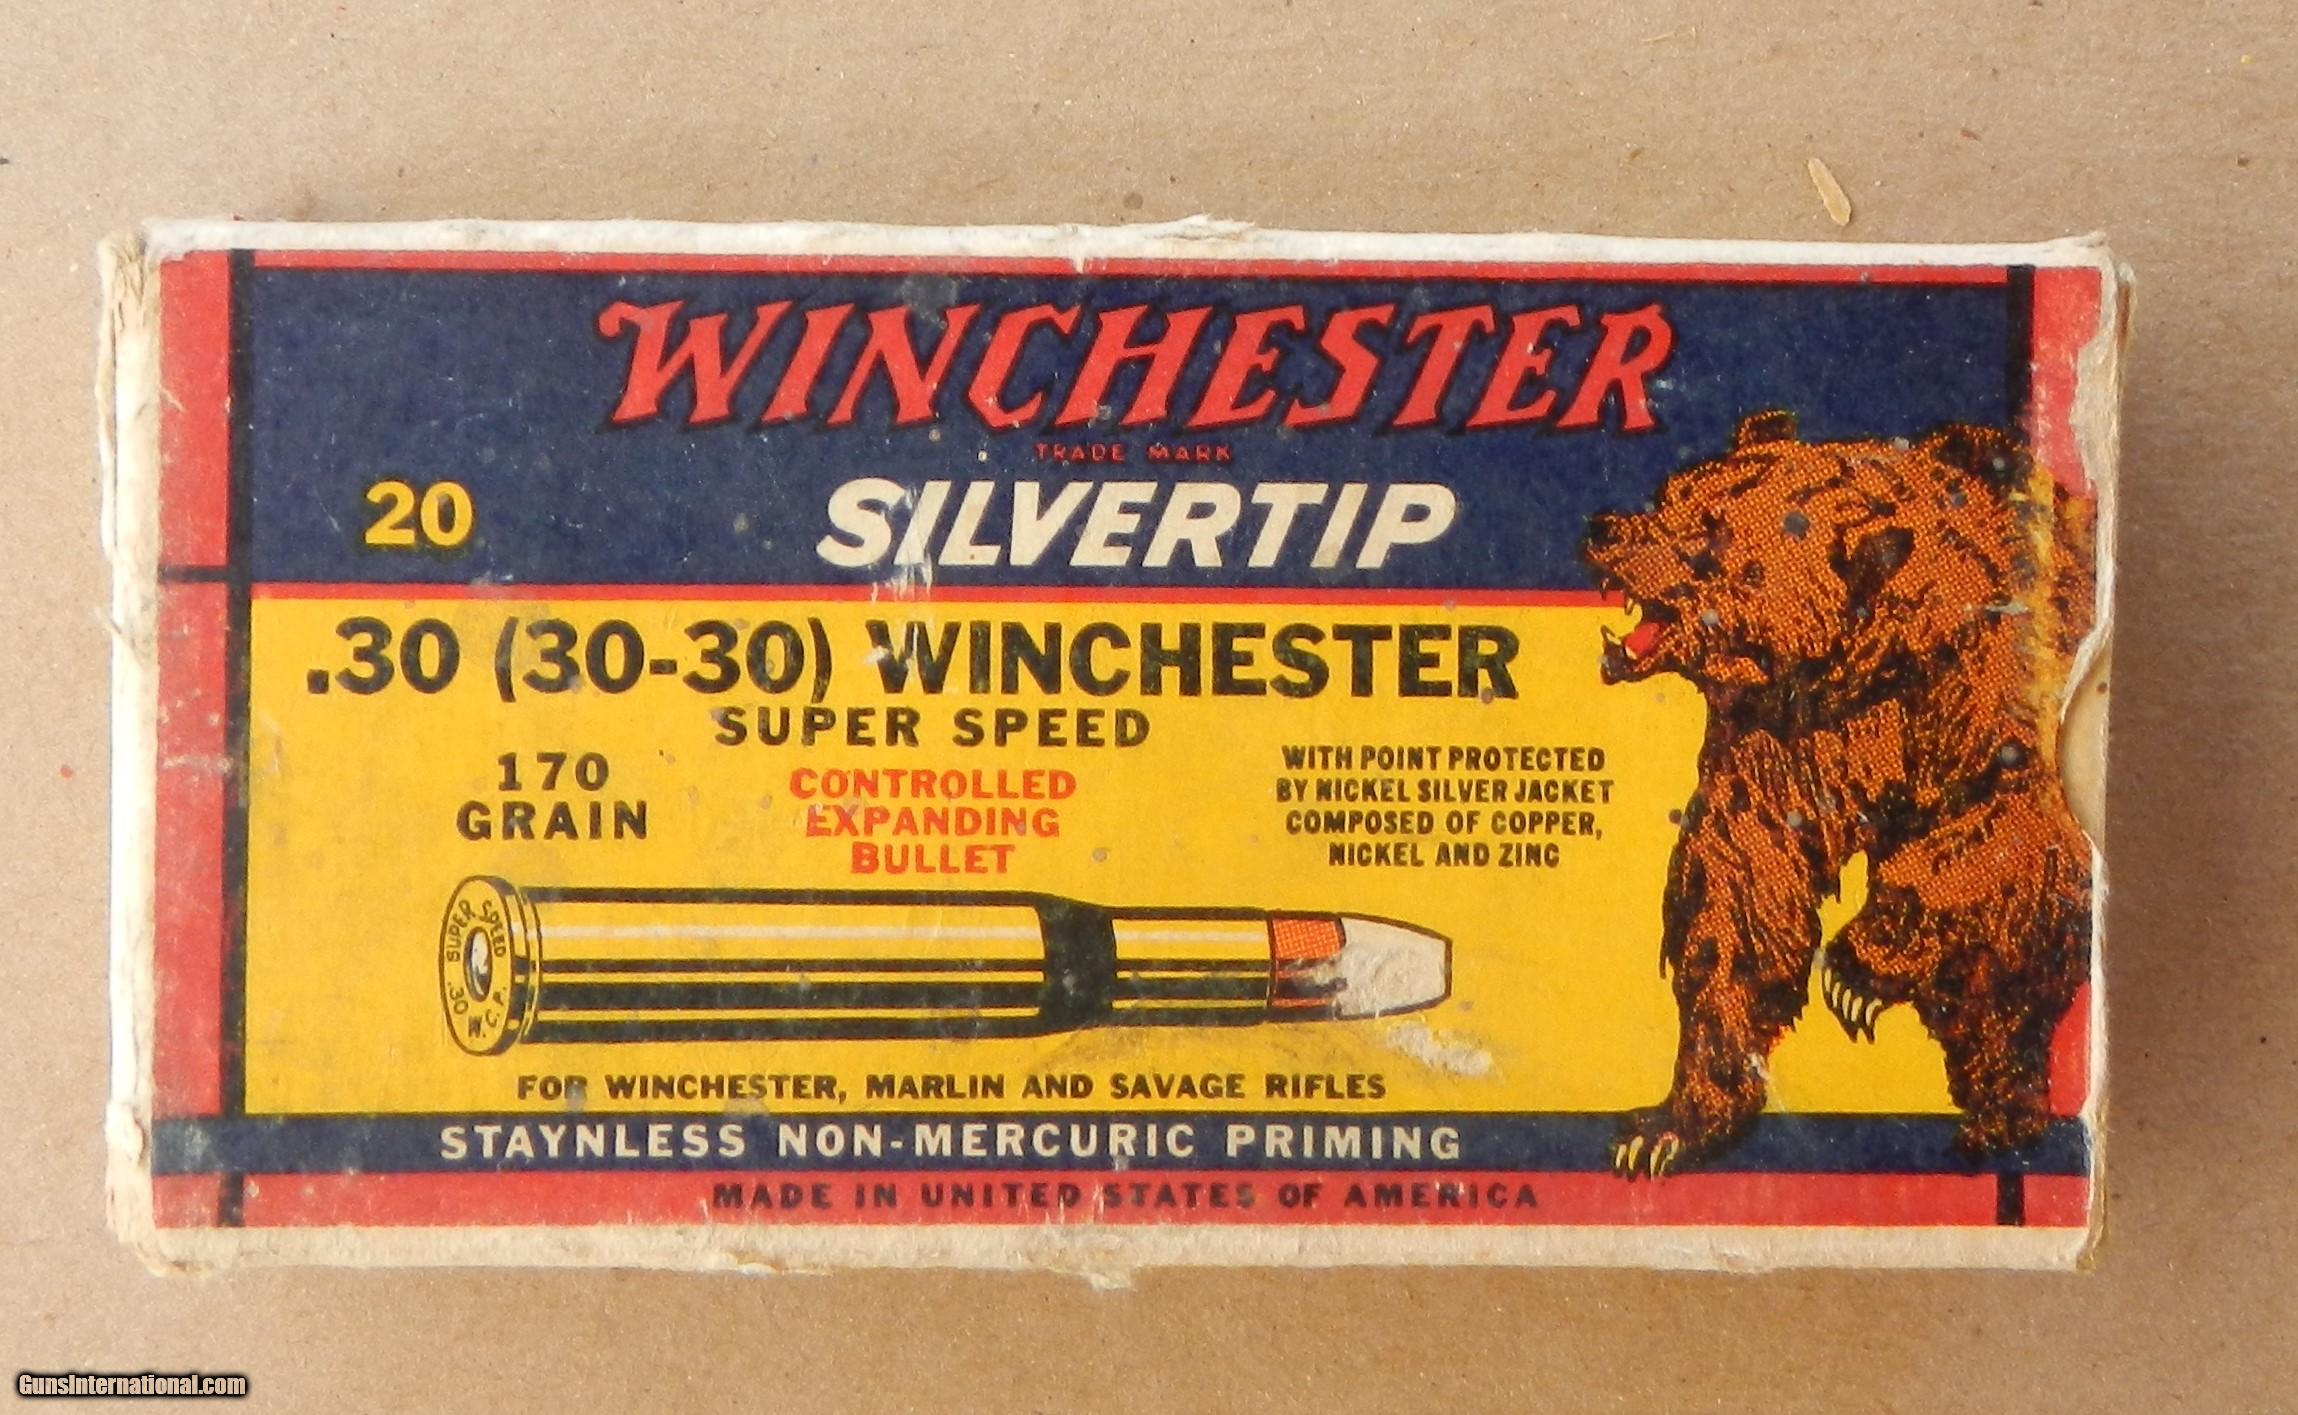 WINCHESTER
TRADE MARK
20
SILVERTIP
.30 (30-30) WINCHESTER
SUPER SPEED
170
GRAIN
CONTROLLED
EXPANDING
BULLET
WITH POINT PROTECTED
BY NICKEL SILVER JACKET
COMPOSED OF COPPER,
NICKEL AND ZINC
SUPER SPEED
.30 W.C.P.
FOR WINCHESTER, MARLIN AND SAVAGE RIFLES
STAYNLESS NON-MERCURIC PRIMING
MADE IN UNITED STATES OF AMERICA
GunsInternational.com